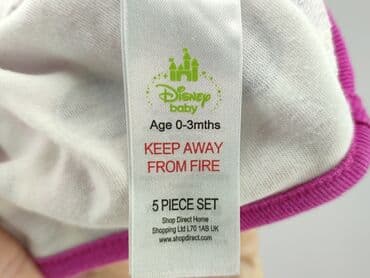 Disney
baby
Age 0-3mths
KEEP AWAY
FROM FIRE
5 PIECE SET
Shop Direct Home
Shopping Ltd L70 1AB UK
www.shopdirect.com